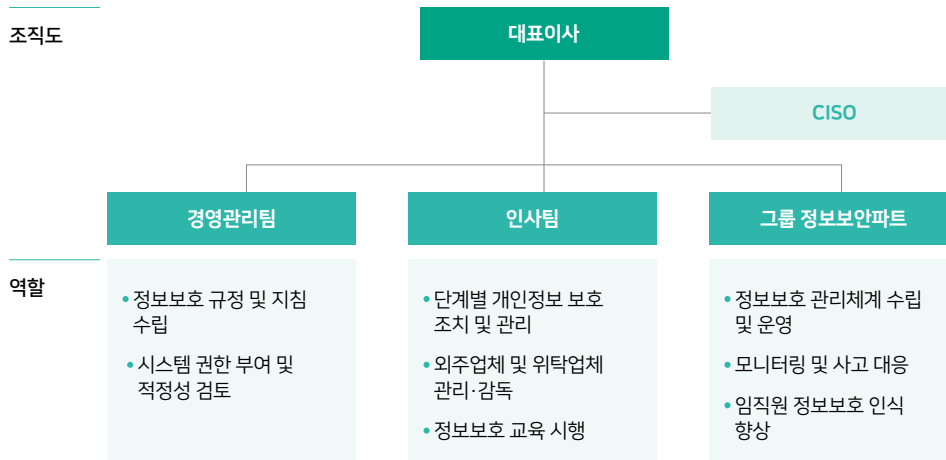 조직도
대표이사
CISO
경영관리팀
인사팀
그룹 정보보안파트
역할
• 정보보호 규정 및 지침
수립
• 시스템 권한 부여 및
적정성 검토
• 단계별 개인정보 보호
조치 및 관리
• 외주업체 및 위탁업체
관리·감독
• 정보보호 교육 시행
• 정보보호 관리체계 수립
및 운영
• 모니터링 및 사고 대응
• 임직원 정보보호 인식
향상